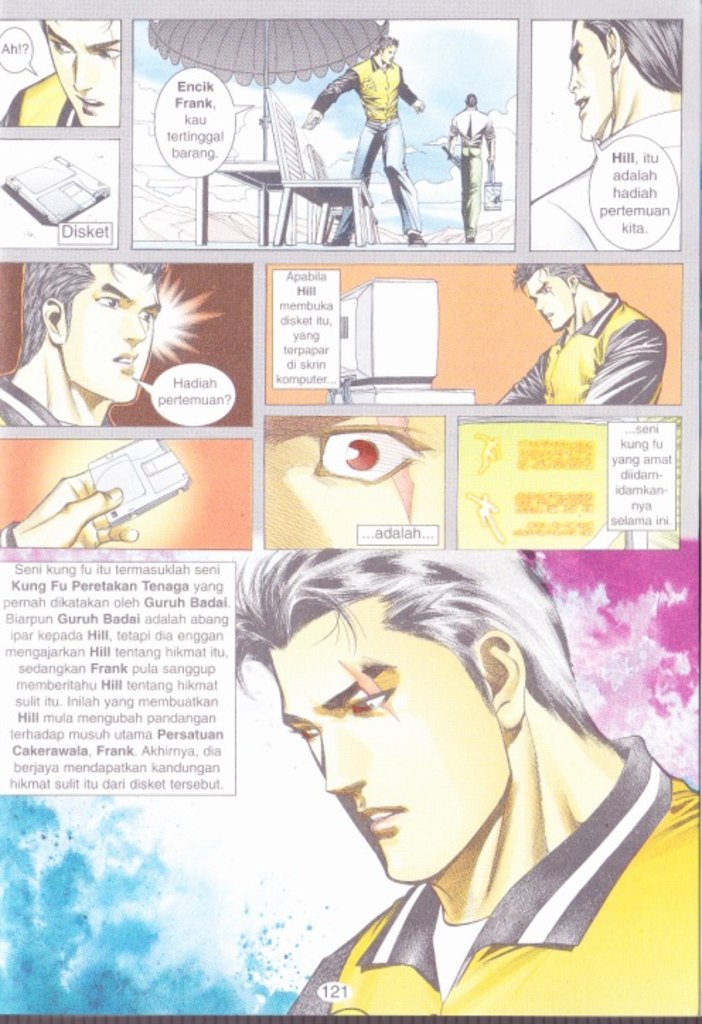 Ah!?
Encik
Frank,
kau
tertinggal
barang.
Hill, itu
adalah
hadiah
pertemuan
kita.
Disket
Hadiah
pertemuan?
Apabila
Hill
membuka
disket itu,
yang
terpapar
di skrin
komputer...
...adalah...
...seni
kung fu
yang amat
diidam-
idamkan-
nya
selama ini.
Seni kung fu itu termasuklah seni
Kung Fu Peretakan Tenaga yang
pernah dikatakan oleh Guruh Badai.
Biarpun Guruh Badai adalah abang
ipar kepada Hill, tetapi dia enggan
mengajarkan Hill tentang hikmat itu,
sedangkan Frank pula sanggup
memberitahu Hill tentang hikmat
sulit itu. Inilah yang membuatkan
Hill mula mengubah pandangan
terhadap musuh utama Persatuan
Cakerawala, Frank. Akhirnya, dia
berjaya mendapatkan kandungan
hikmat sulit itu dari disket tersebut.
121